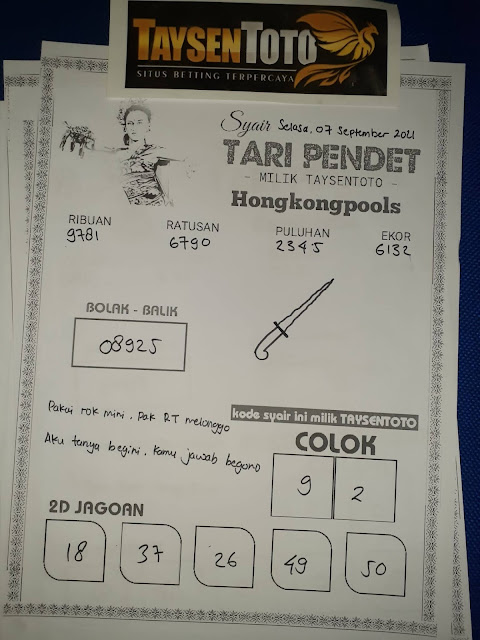 TAYSENTOTO
SITUS BETTING TERPERCAYA
Syair Selasa, 07 September 2021
TARI PENDET
- MILIK TAYSENTOTO -
Hongkongpools
RIBUAN RATUSAN PULUHAN EKOR
9781 6790 2345 6132
BOLAK - BALIK
08925
Pakai rok mini, pak RT melonggo
Aku tanya begini, kamu jawab begono
kode syair ini milik TAYSENTOTO
COLOK
9 2
2D JAGOAN
18 37 26 49 50